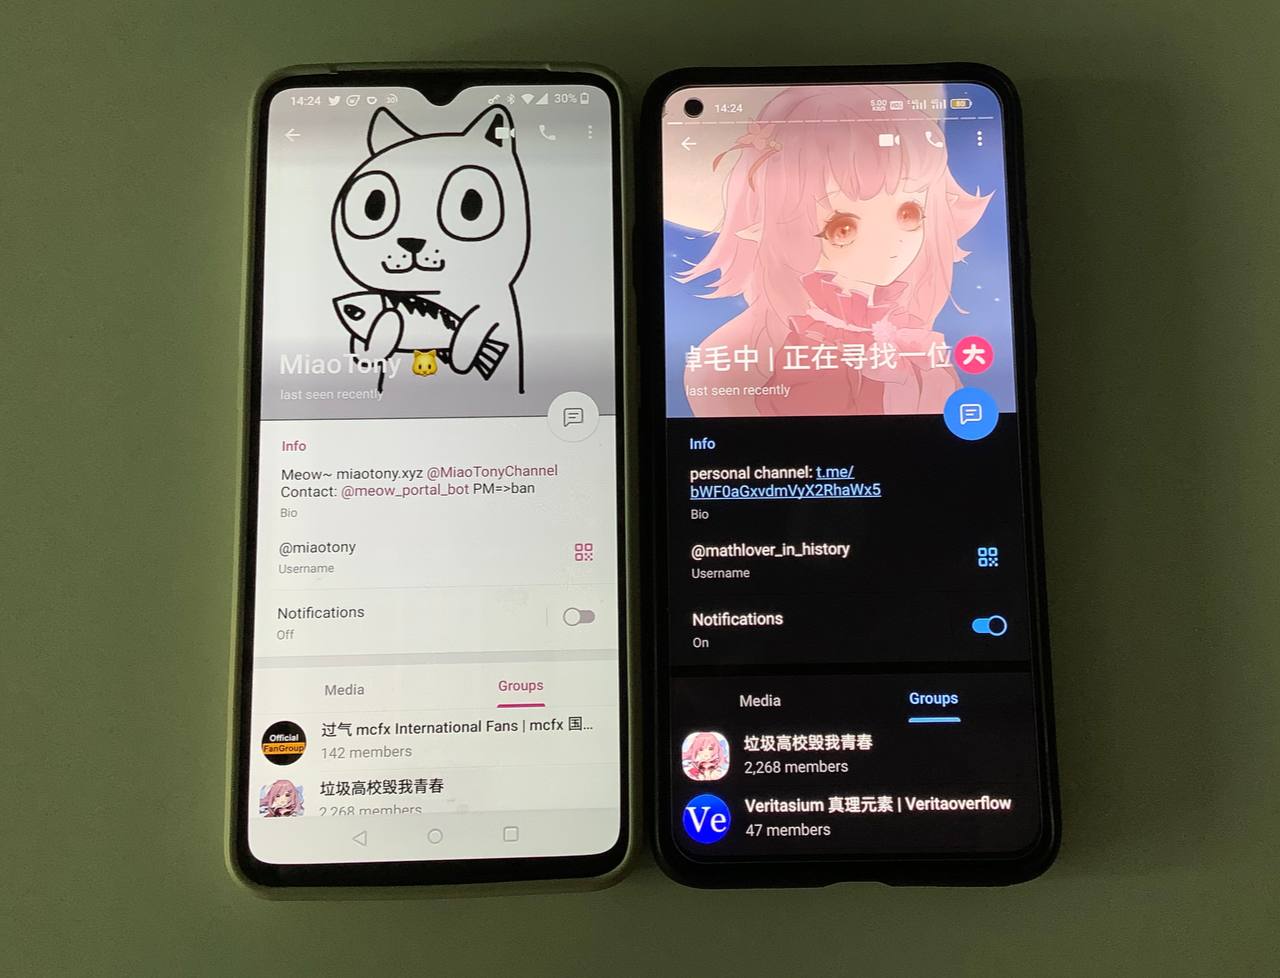 14:24
30%
MiaoTony 🐱
last seen recently
Info
Meow~ miaotony.xyz @MiaoTonyChannel
Contact: @meow_portal_bot PM=>ban
Bio
@miaotony
Username
Notifications
Off
Media Groups
Official
FanGroup
过气 mcfx International Fans | mcfx 国...
142 members
垃圾高校毁我青春
2,268 members
14:24
5.00
KB/S
80
毛中 | 正在寻找一位
大
last seen recently
Info
personal channel: t.me/
bWF0aGxvdmVyX2RhaWx5
Bio
@mathlover_in_history
Username
Notifications
On
Media Groups
垃圾高校毁我青春
2,268 members
Ve
Veritasium 真理元素 | Veritaoverflow
47 members